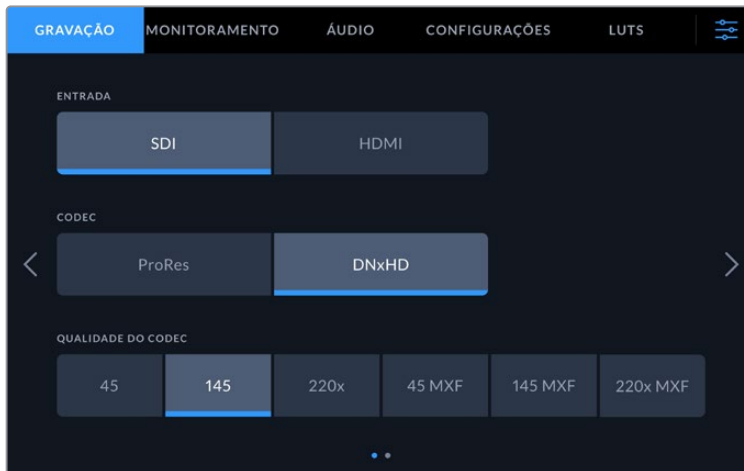 GRAVAÇÃO MONITORAMENTO ÁUDIO CONFIGURAÇÕES LUTS
ENTRADA
SDI HDMI
CODEC
ProRes DNxHD
QUALIDADE DO CODEC
45 145 220x 45 MXF 145 MXF 220x MXF